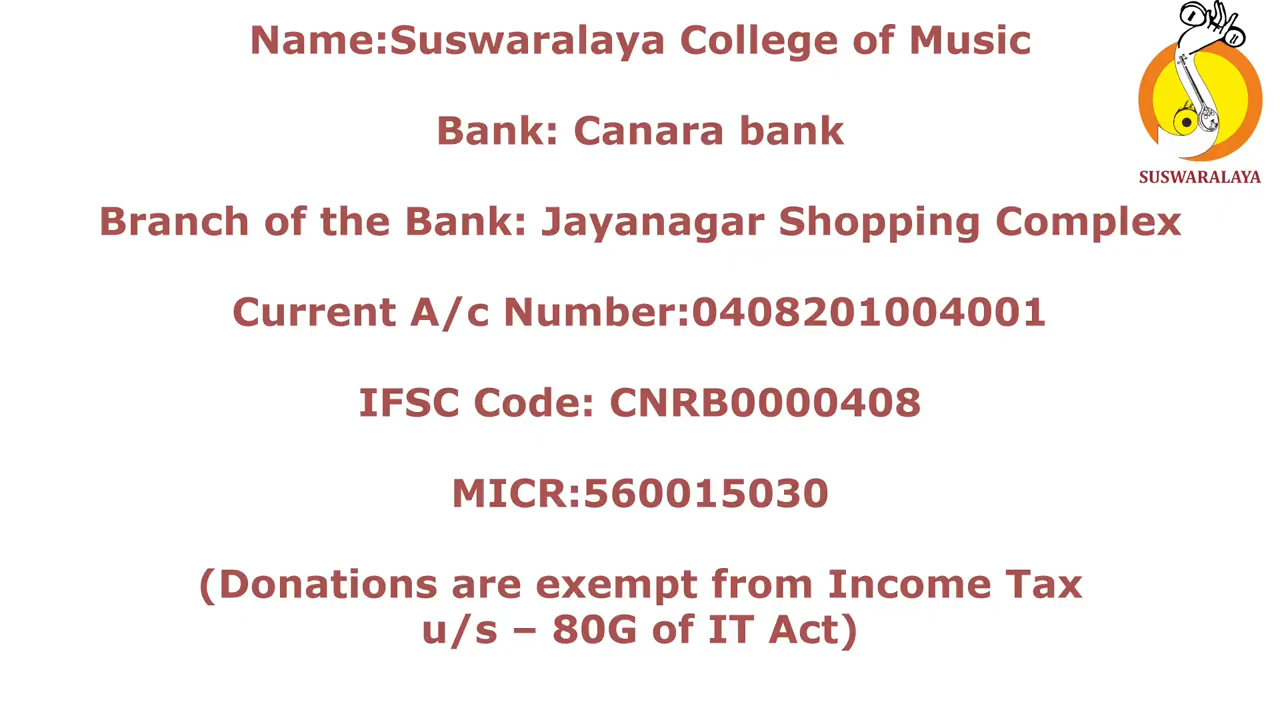 Name:Suswaralaya College of Music
Bank: Canara bank
Branch of the Bank: Jayanagar Shopping Complex
Current A/c Number:0408201004001
IFSC Code: CNRB0000408
MICR:560015030
(Donations are exempt from Income Tax
u/s – 80G of IT Act)
SUSWARALAYA